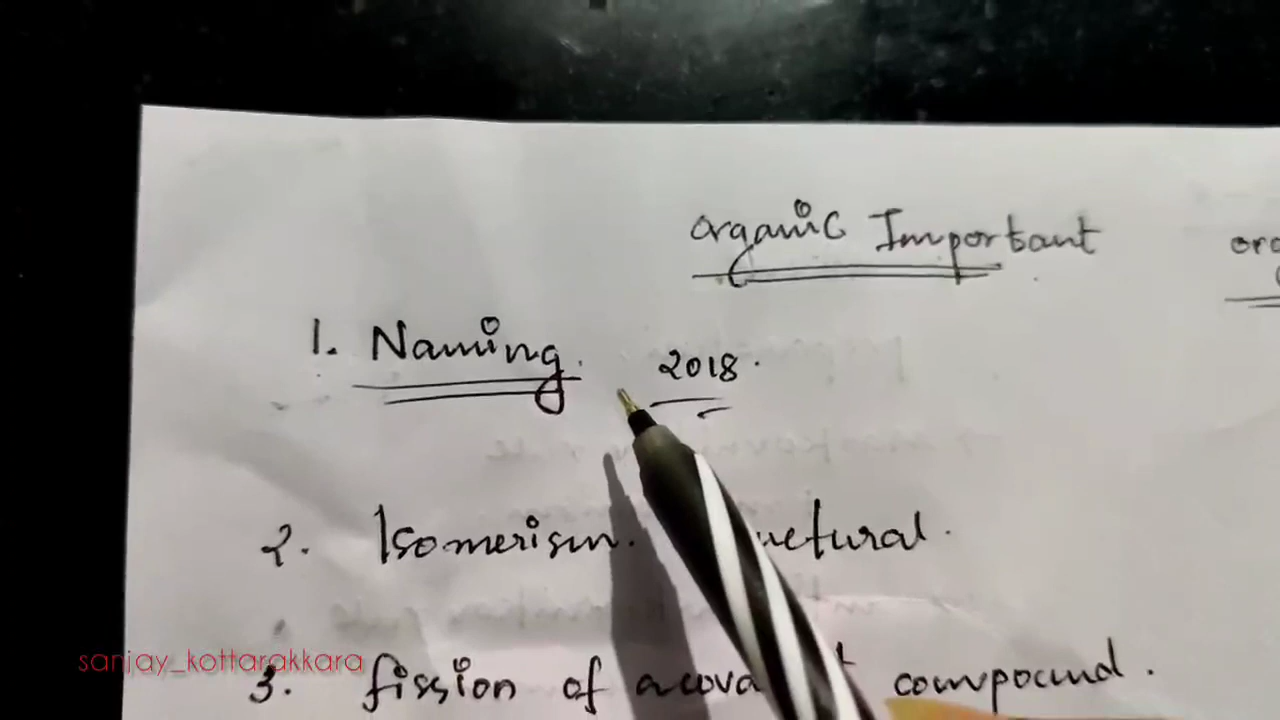 organic Important
1. Naming. 2018.
2. Isomerism.
3. fission of a compound.
sanjay_kottarakkara